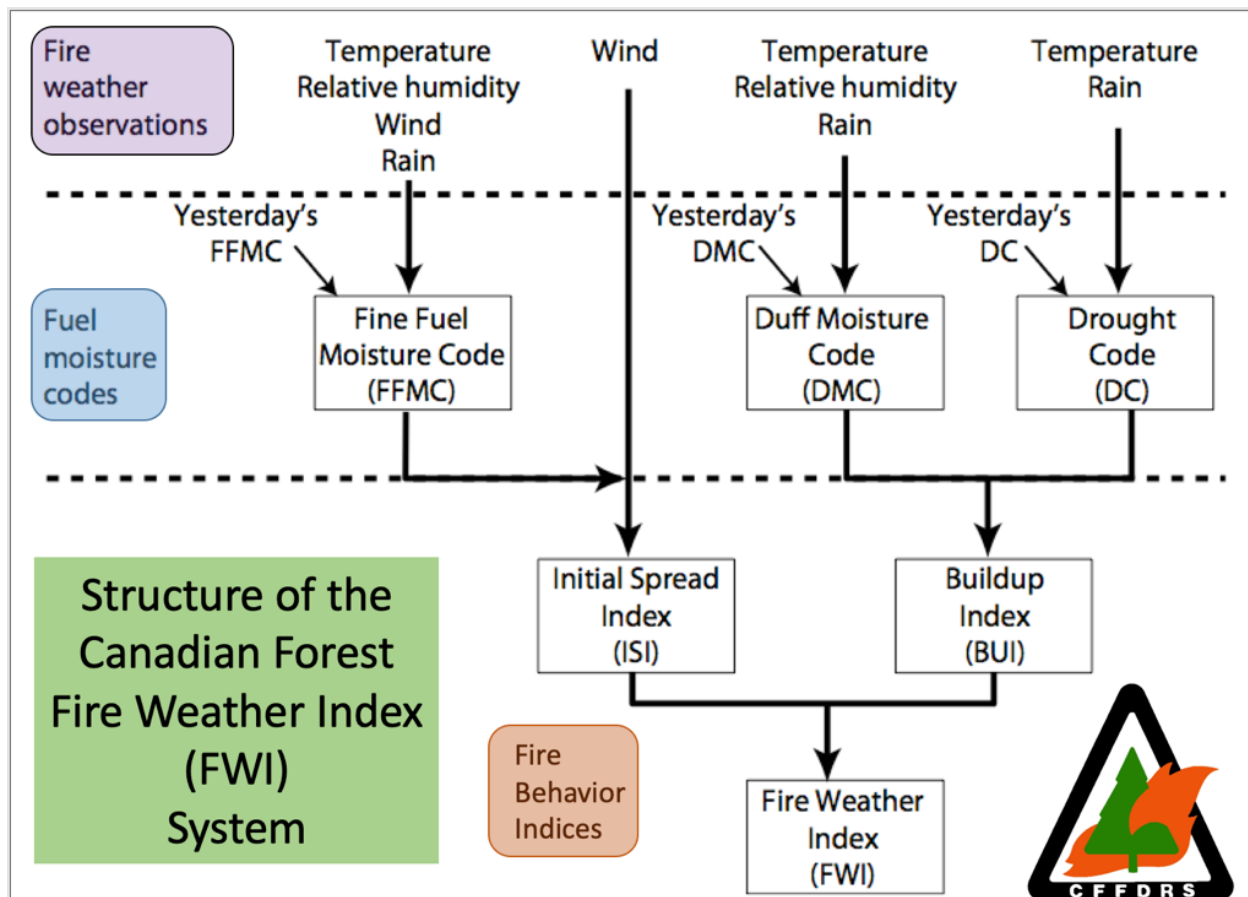 Fire
weather
observations
Temperature
Relative humidity
Wind
Rain
Wind
Temperature
Relative humidity
Rain
Temperature
Rain
Yesterday's
FFMC
Yesterday's
DMC
Yesterday's
DC
Fuel
moisture
codes
Fine Fuel
Moisture Code
(FFMC)
Duff Moisture
Code
(DMC)
Drought
Code
(DC)
Initial Spread
Index
(ISI)
Buildup
Index
(BUI)
Structure of the
Canadian Forest
Fire Weather Index
(FWI)
System
Fire
Behavior
Indices
Fire Weather
Index
(FWI)
CFFDRS